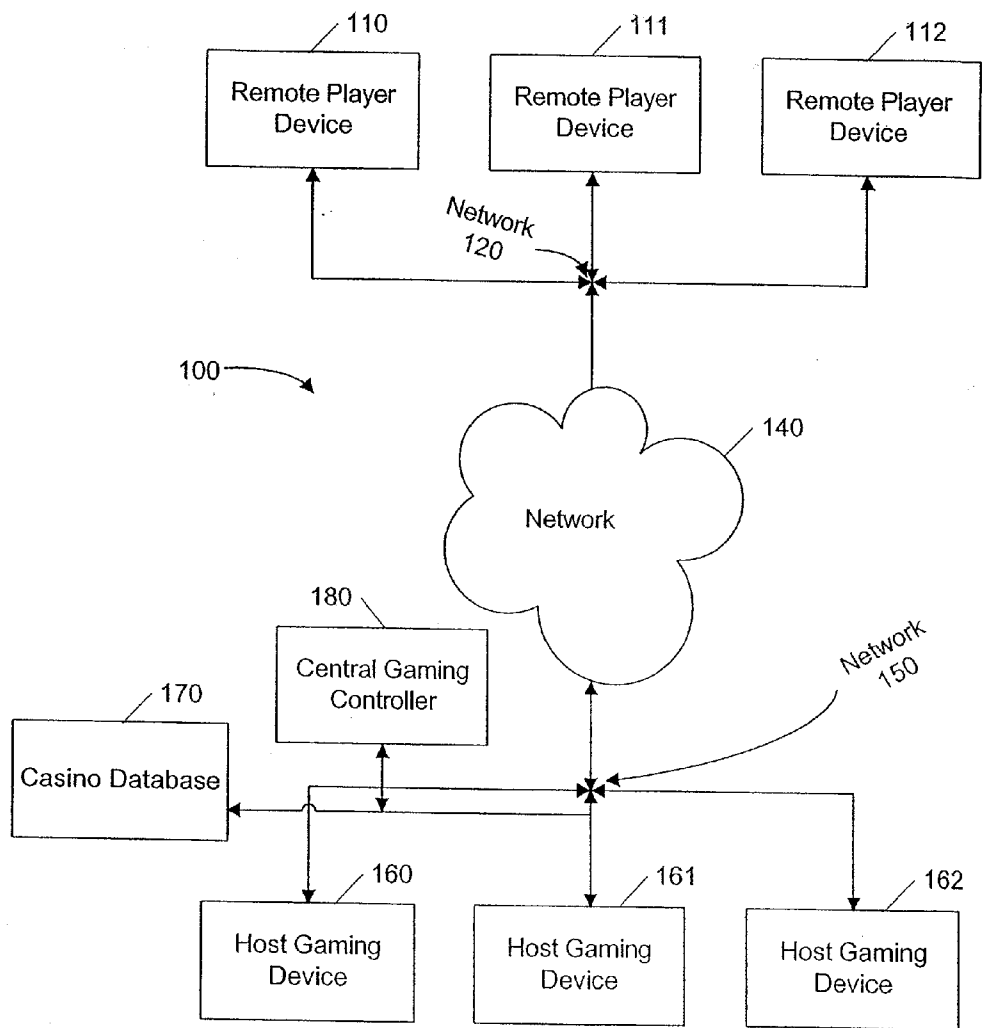 110
111
112
Remote Player
Device
Remote Player
Device
Remote Player
Device
Network
120
100
140
Network
180
Central Gaming
Controller
Network
150
170
Casino Database
160
161
162
Host Gaming
Device
Host Gaming
Device
Host Gaming
Device